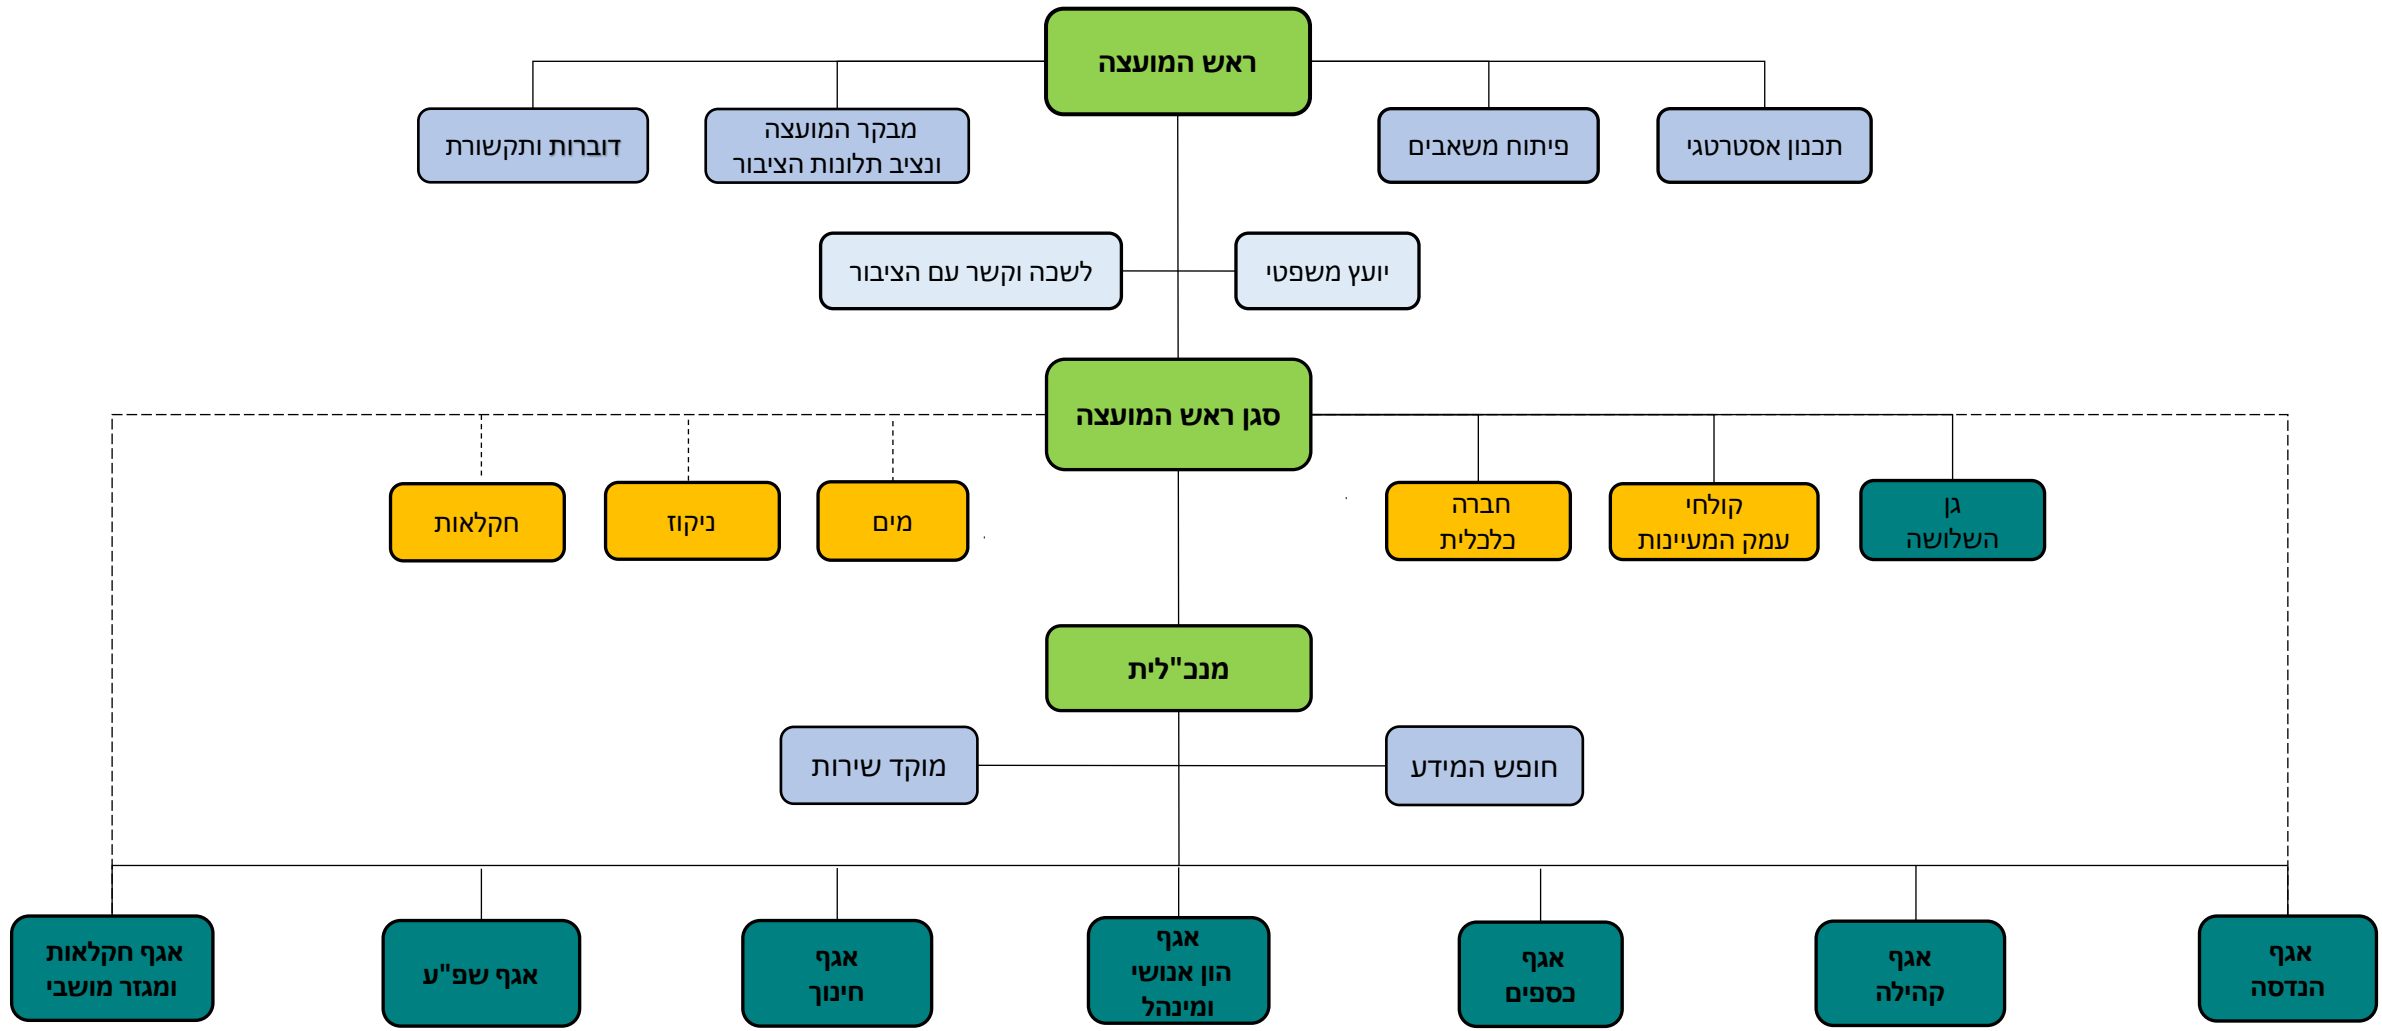 ראש המועצה
תכנון אסטרטגי
פיתוח משאבים
מבקר המועצה
ונציב תלונות הציבור
דוברות ותקשורת
יועץ משפטי
לשכה וקשר עם הציבור
סגן ראש המועצה
גן
השלושה
קולחי
עמק המעיינות
חברה
כלכלית
מים
ניקוז
חקלאות
מנכ"לית
חופש המידע
מוקד שירות
אגף
הנדסה
אגף
קהילה
אגף
כספים
אגף
הון אנושי
ומינהל
אגף
חינוך
אגף שפ"ע
אגף חקלאות
ומגזר מושבי